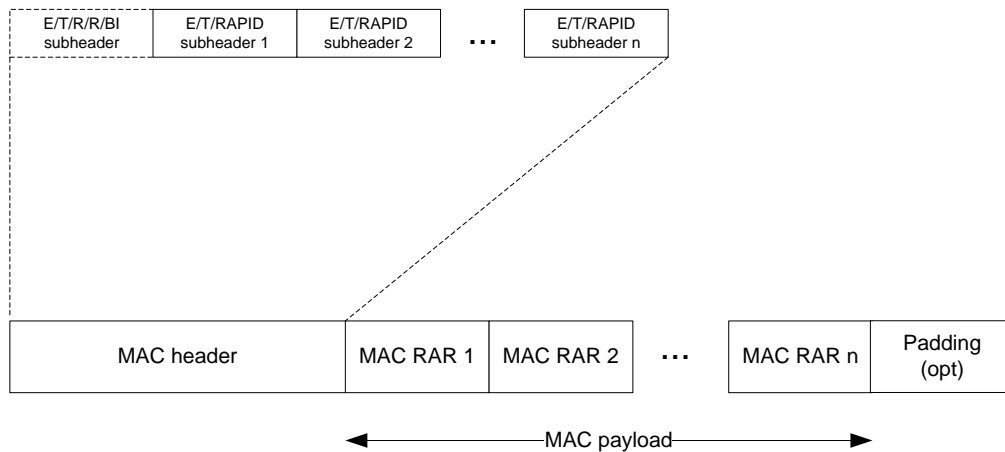 E/T/R/R/BI
subheader
E/T/RAPID
subheader 1
E/T/RAPID
subheader 2
...
E/T/RAPID
subheader n
MAC header
MAC RAR 1
MAC RAR 2
...
MAC RAR n
Padding
(opt)
MAC payload